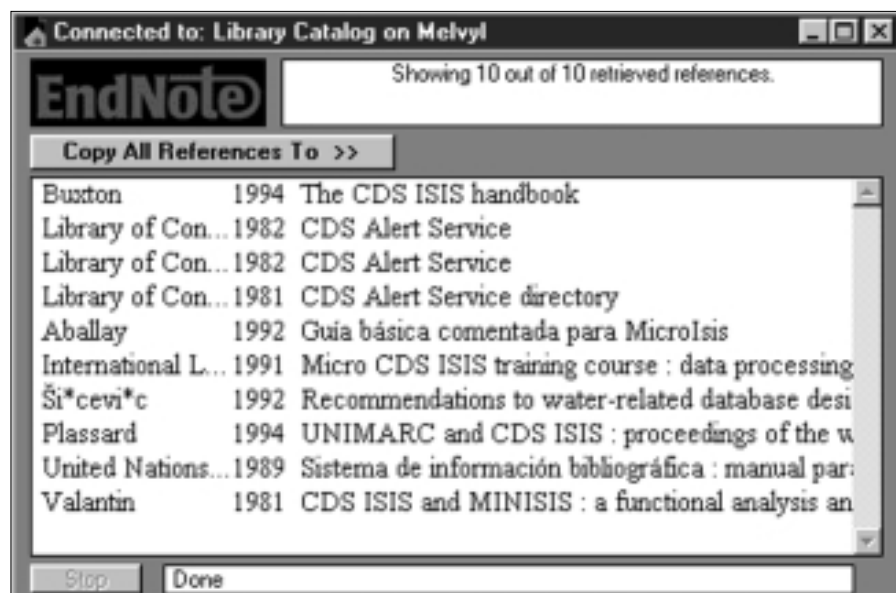 Connected to: Library Catalog on Melvyl
EndNote
Showing 10 out of 10 retrieved references.
Copy All References To >>
Buxton 1994 The CDS ISIS handbook
Library of Con... 1982 CDS Alert Service
Library of Con... 1982 CDS Alert Service
Library of Con... 1981 CDS Alert Service directory
Aballay 1992 Guía básica comentada para MicroIsis
International L... 1991 Micro CDS ISIS training course : data processing
Ši*cevi*c 1992 Recommendations to water-related database desi
Plassard 1994 UNIMARC and CDS ISIS : proceedings of the w
United Nations... 1989 Sistema de información bibliográfica : manual par
Valantin 1981 CDS ISIS and MINISIS : a functional analysis an
Stop Done